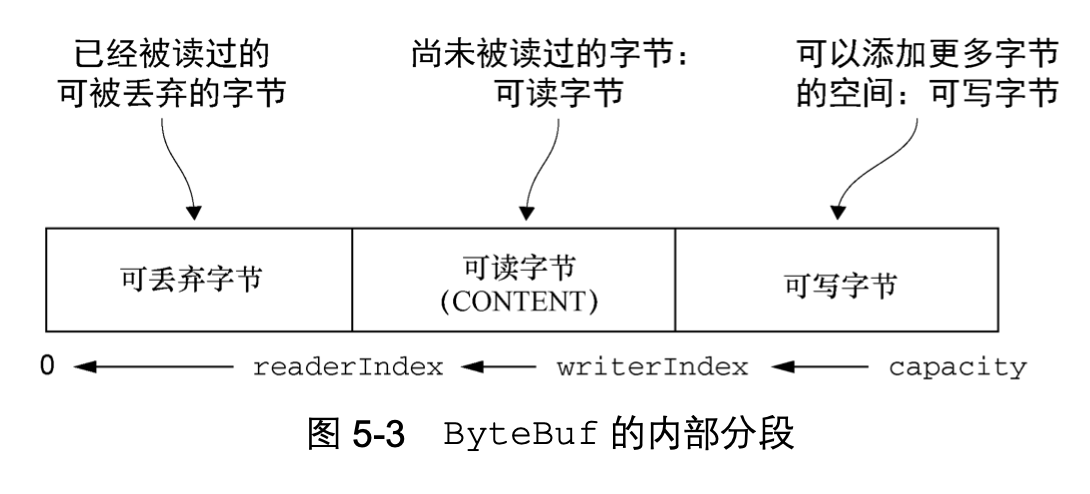 已经被读过的
可被丢弃的字节
尚未被读过的字节：
可读字节
可以添加更多字节
的空间：可写字节
可丢弃字节
可读字节
(CONTENT)
可写字节
0 readerIndex writerIndex capacity
图 5-3 ByteBuf 的内部分段